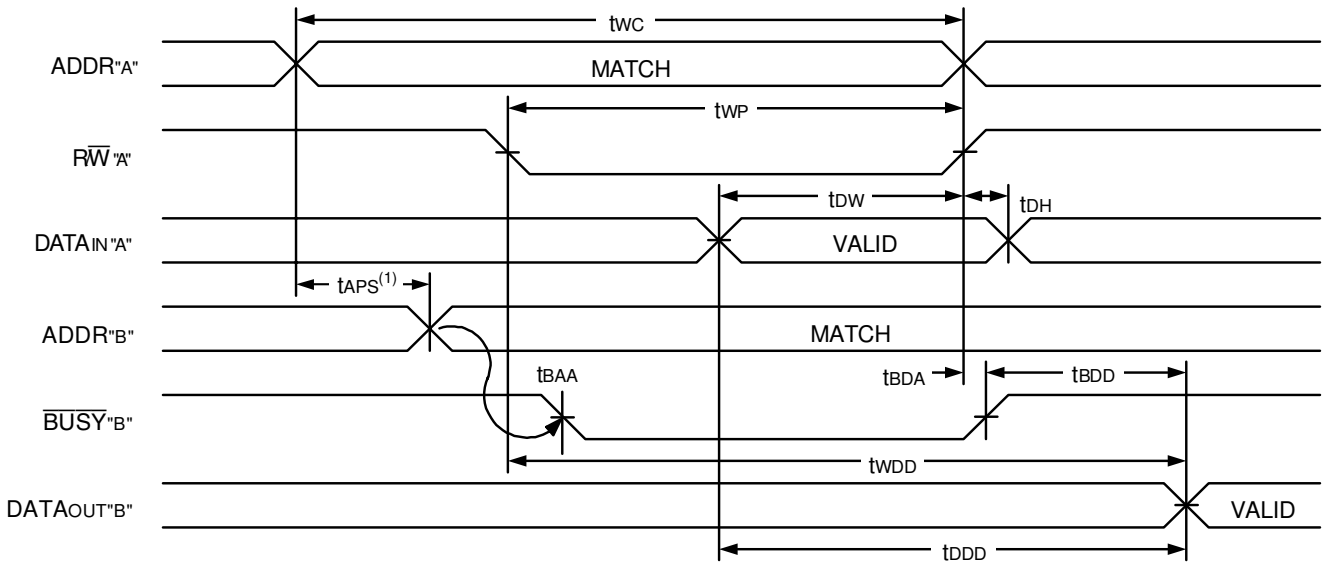 tWC
ADDR"A" MATCH
tWP
R/W̅"A"
tDW tDH
DATAIN"A" VALID
tAPS(1)
ADDR"B" MATCH
tBAA tBDA tBDD
B̅U̅S̅Y̅"B"
tWDD
DATAOUT"B" VALID
tDDD